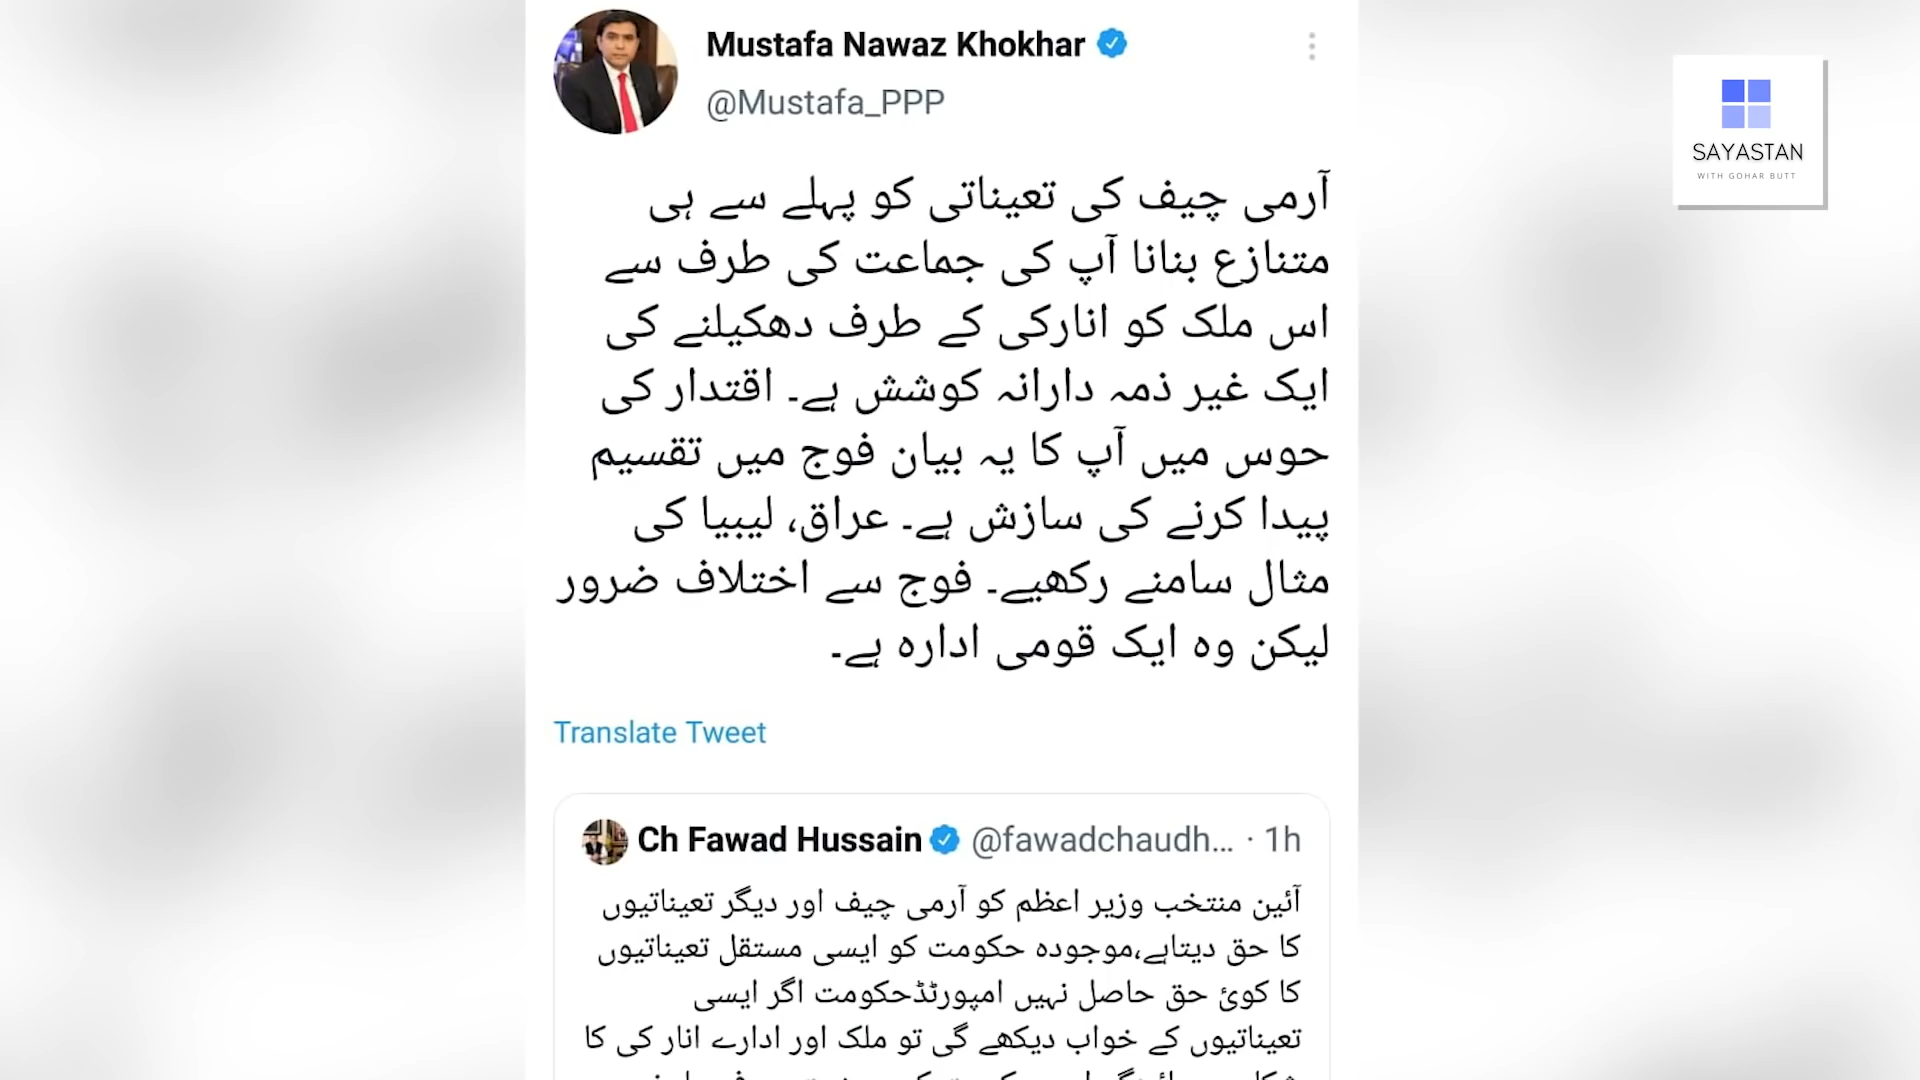 Mustafa Nawaz Khokhar
@Mustafa_PPP
آرمی چیف کی تعیناتی کو پہلے سے ہی
متنازع بنانا آپ کی جماعت کی طرف سے
اس ملک کو انارکی کے طرف دھکیلنے کی
ایک غیر ذمہ دارانہ کوشش ہے۔ اقتدار کی
حوس میں آپ کا یہ بیان فوج میں تقسیم
پیدا کرنے کی سازش ہے۔ عراق، لیبیا کی
مثال سامنے رکھیے۔ فوج سے اختلاف ضرور
لیکن وہ ایک قومی ادارہ ہے۔
Translate Tweet
Ch Fawad Hussain @fawadchaudh... · 1h
آئین منتخب وزیر اعظم کو آرمی چیف اور دیگر تعیناتیوں
کا حق دیتاہے،موجودہ حکومت کو ایسی مستقل تعیناتیوں
کا کوئ حق حاصل نہیں امپورٹڈحکومت اگر ایسی
تعیناتیوں کے خواب دیکھے گی تو ملک اور ادارے انار کی کا
SAYASTAN
WITH GOHAR BUTT